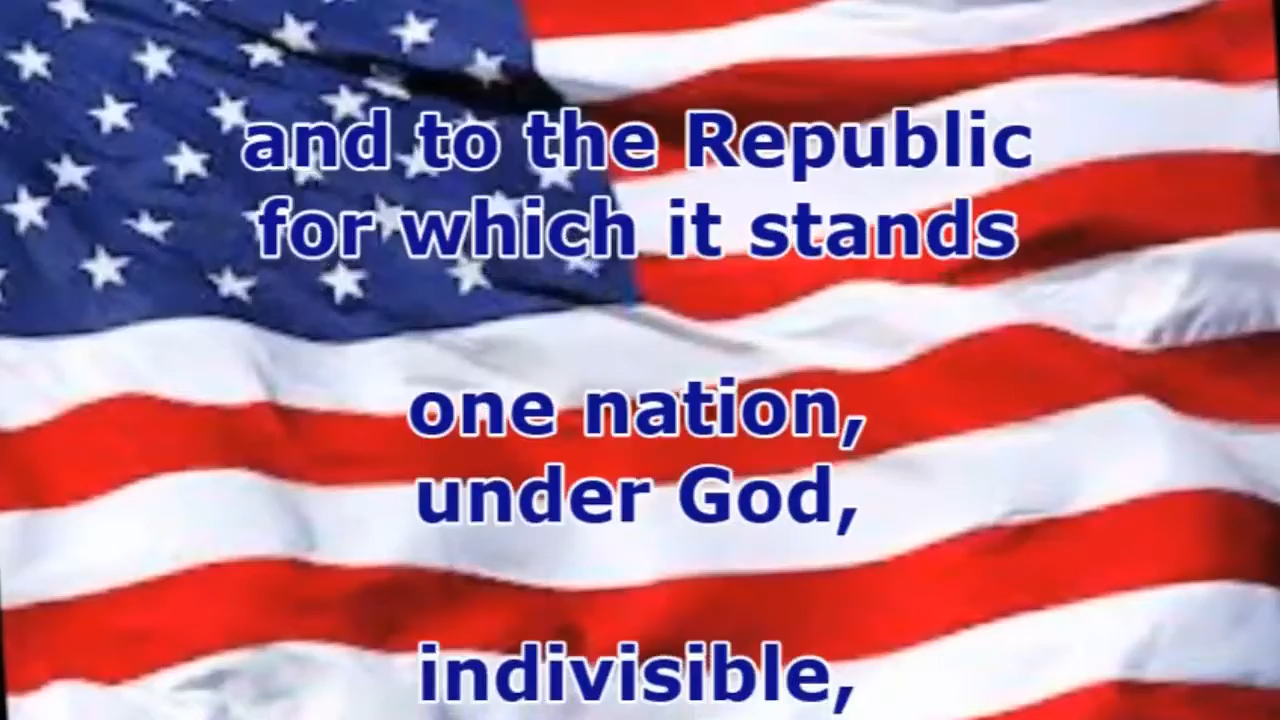 and to the Republic
for which it stands
one nation,
under God,
indivisible,